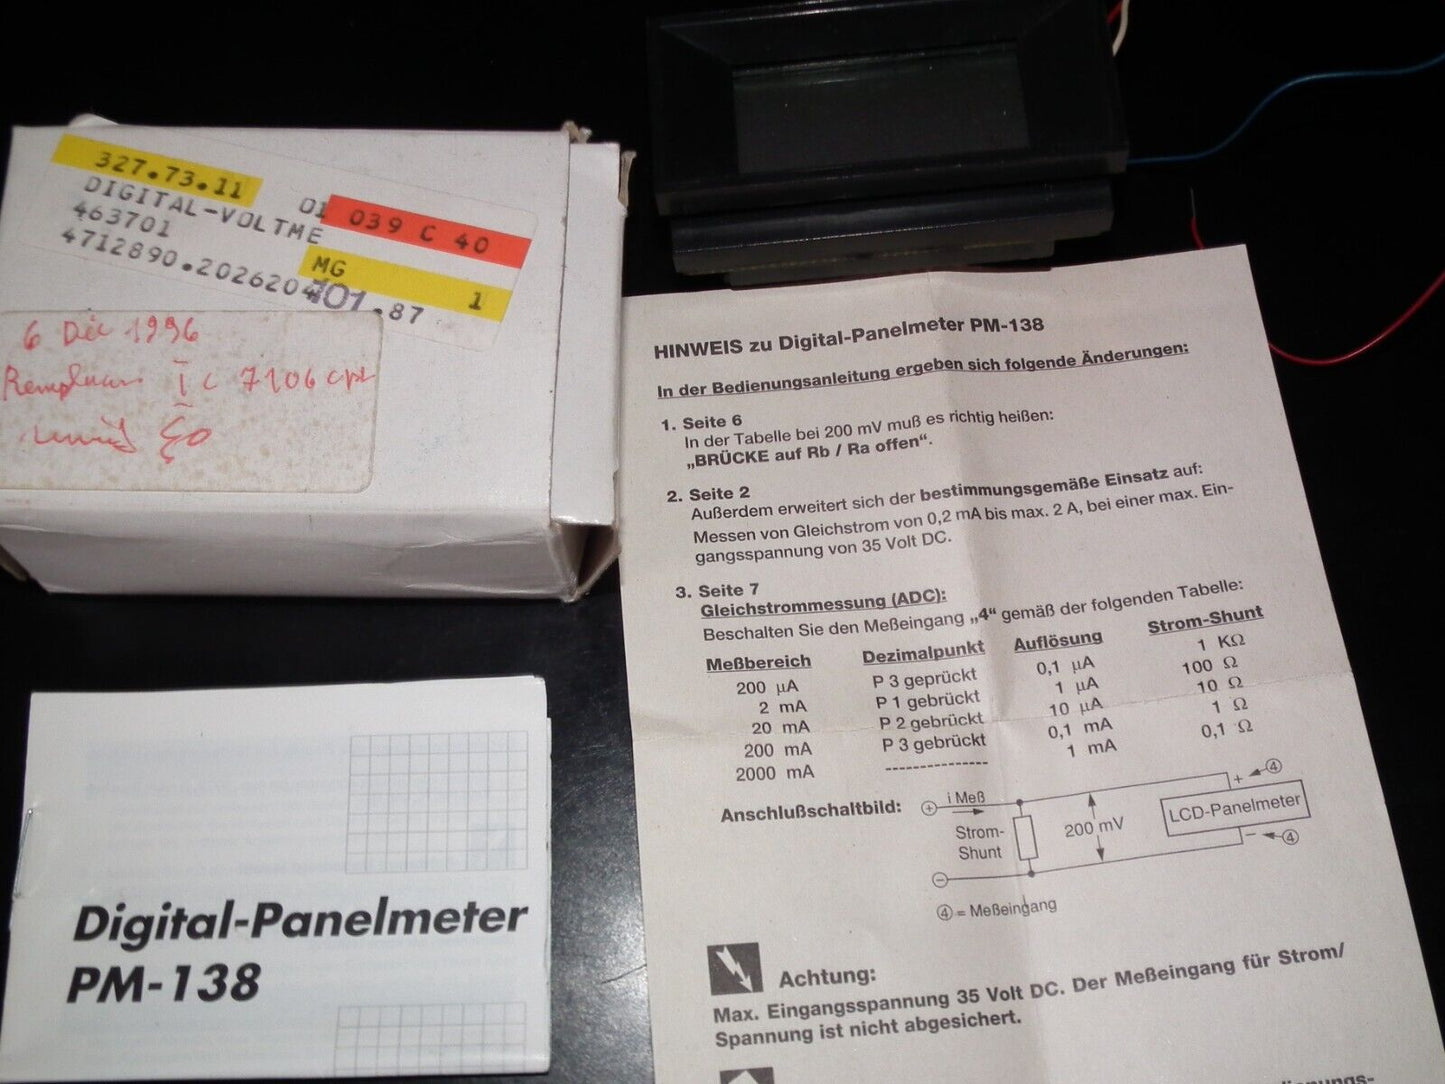 327.73.11
DIGITAL-VOLTME
01 039 C 40
463701
MG 1
4712890.2026204
101.87
6 Déc 1996
I c 7106 cpl
Digital-Panelmeter
PM-138
HINWEIS zu Digital-Panelmeter PM-138
In der Bedienungsanleitung ergeben sich folgende Änderungen:
1. Seite 6
In der Tabelle bei 200 mV muß es richtig heißen:
„BRÜCKE auf Rb / Ra offen“.
2. Seite 2
Außerdem erweitert sich der bestimmungsgemäße Einsatz auf:
Messen von Gleichstrom von 0,2 mA bis max. 2 A, bei einer max. Ein-
gangsspannung von 35 Volt DC.
3. Seite 7
Gleichstrommessung (ADC):
Beschalten Sie den Meßeingang „4“ gemäß der folgenden Tabelle:
Meßbereich Dezimalpunkt Auflösung Strom-Shunt
200 µA P 3 geprückt 0,1 µA 1 KΩ
2 mA P 1 gebrückt 1 µA 100 Ω
20 mA P 2 gebrückt 10 µA 10 Ω
200 mA P 3 gebrückt 0,1 mA 1 Ω
2000 mA --------------- 1 mA 0,1 Ω
Anschlußschaltbild:
+ i Meß
Strom-
Shunt
200 mV
+ ④
LCD-Panelmeter
– ④
–
④ = Meßeingang
Achtung:
Max. Eingangsspannung 35 Volt DC. Der Meßeingang für Strom/
Spannung ist nicht abgesichert.